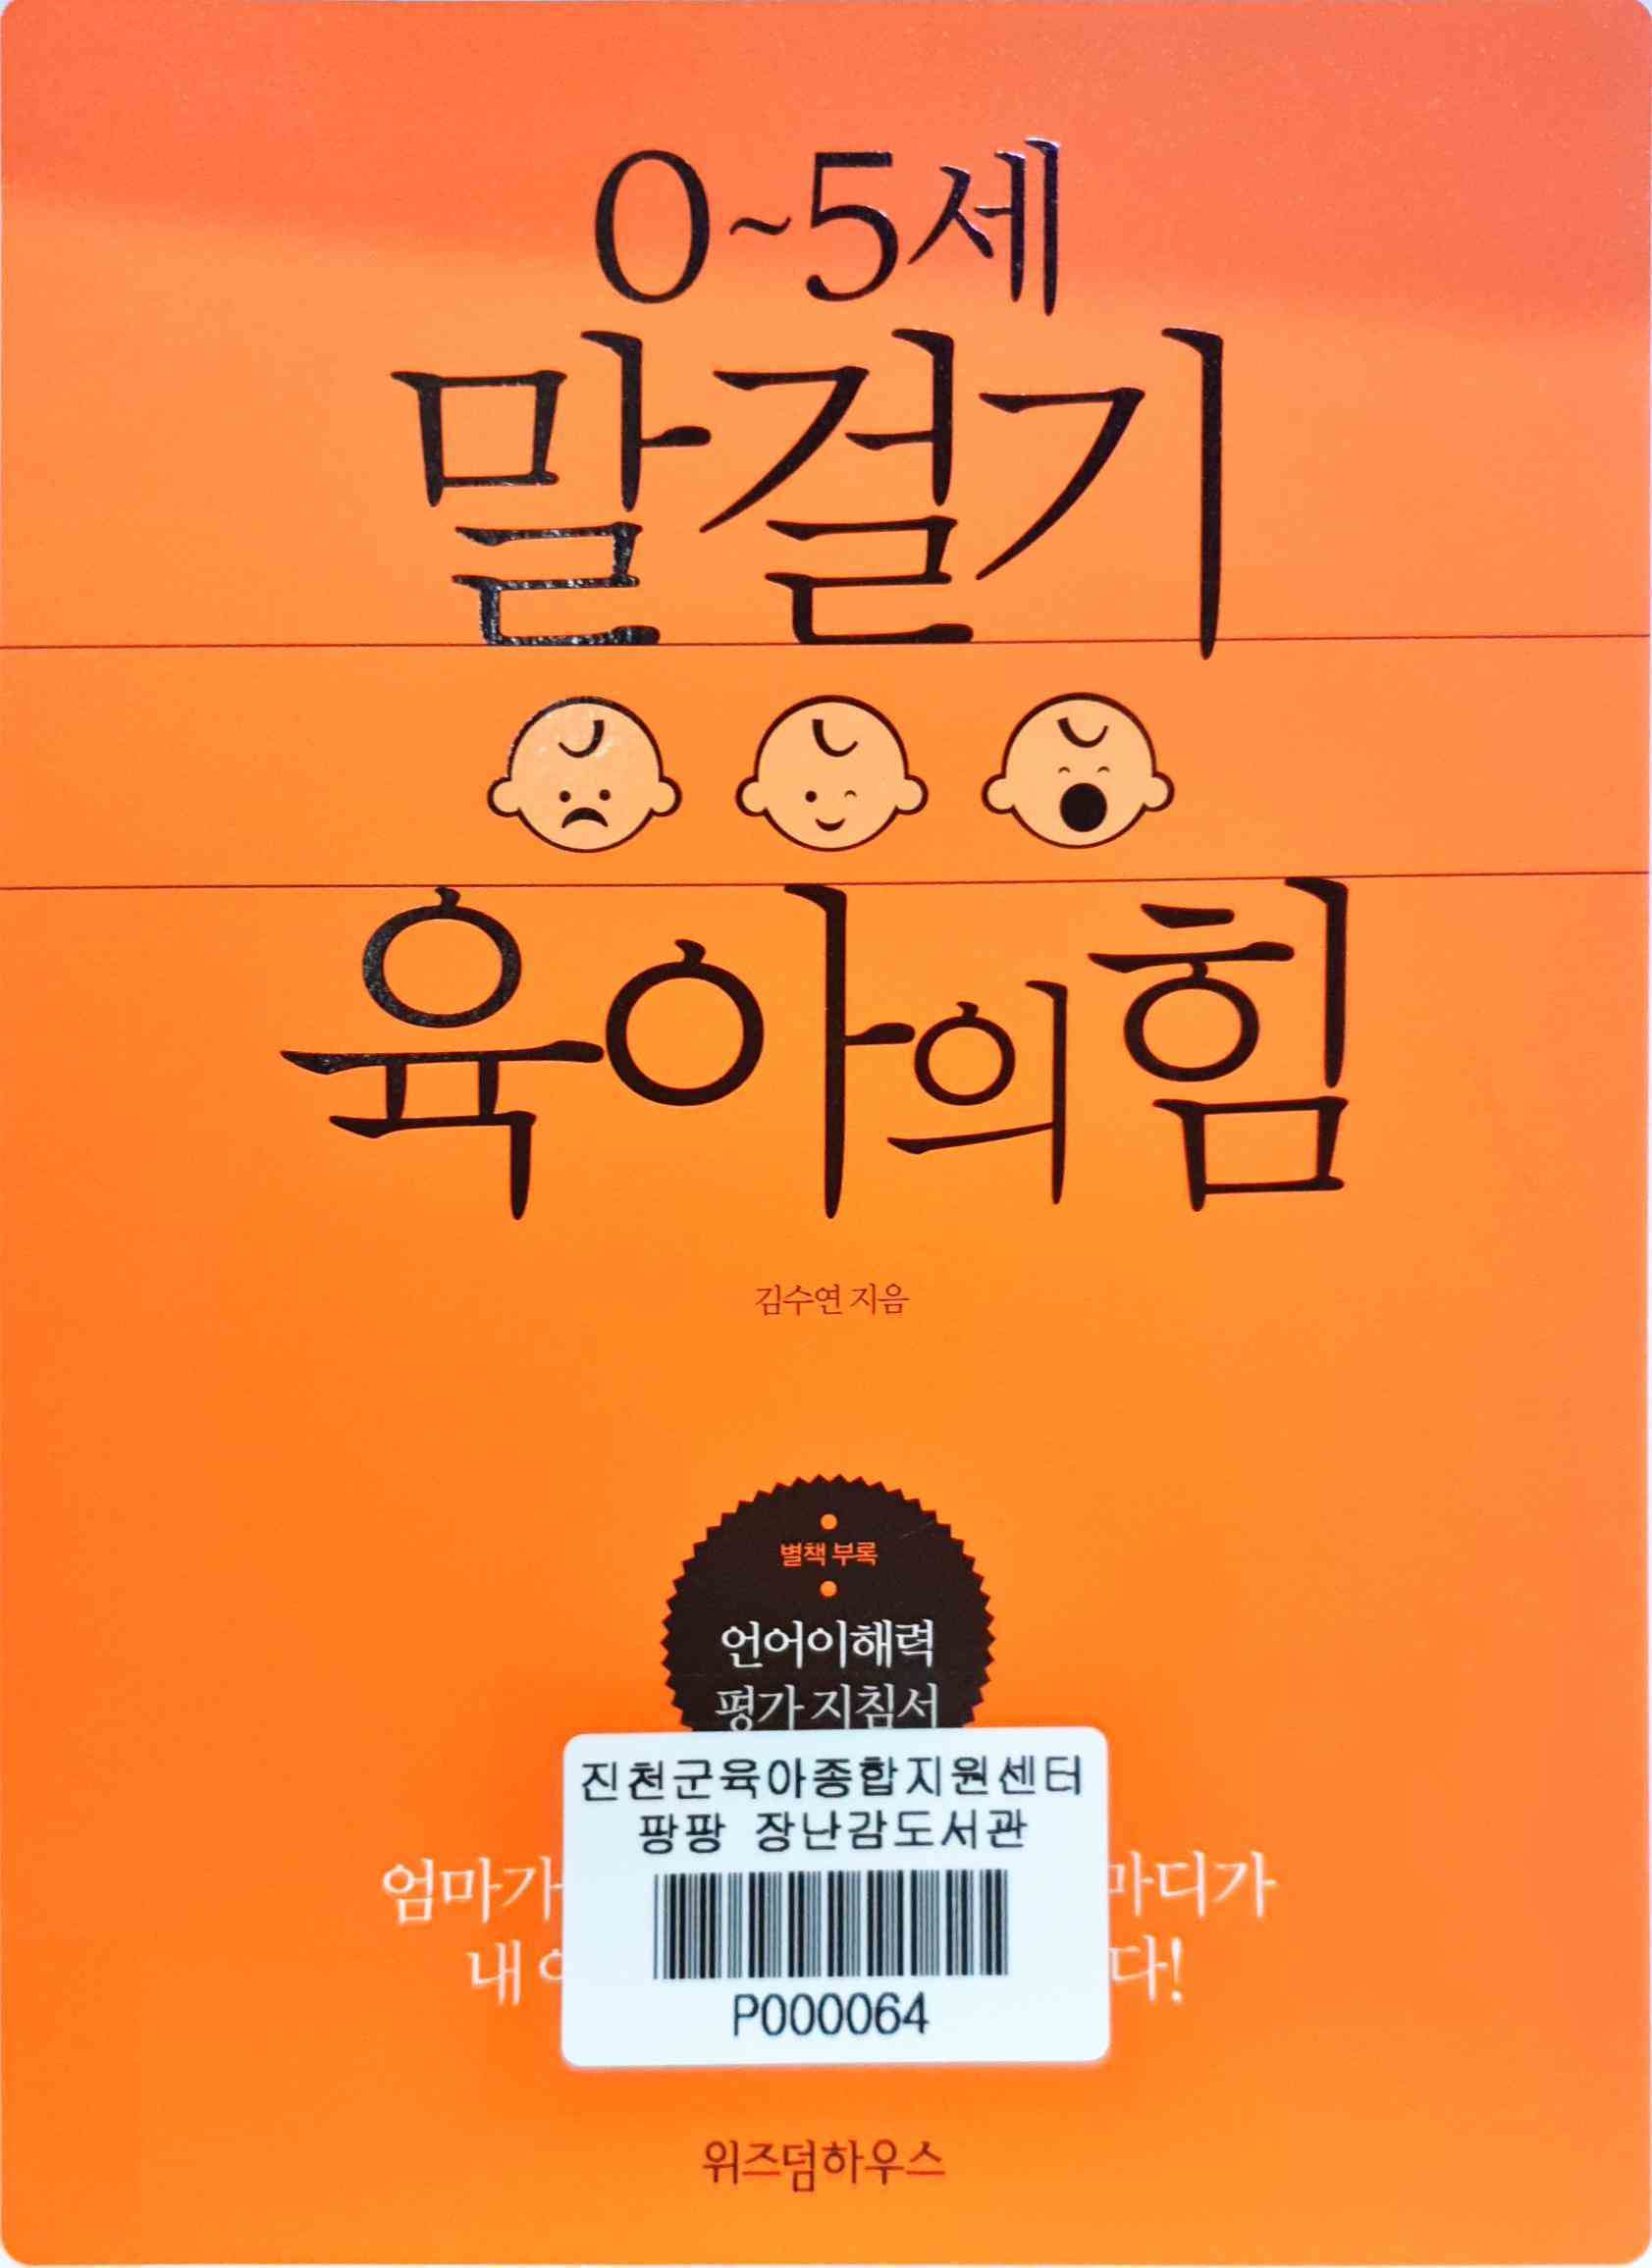 0~5세
말걸기
육아의 힘
김수연 지음
별책 부록
언어이해력
평가 지침서
진천군육아종합지원센터
팡팡 장난감도서관
엄마가 마디가
내 다!
P000064
위즈덤하우스